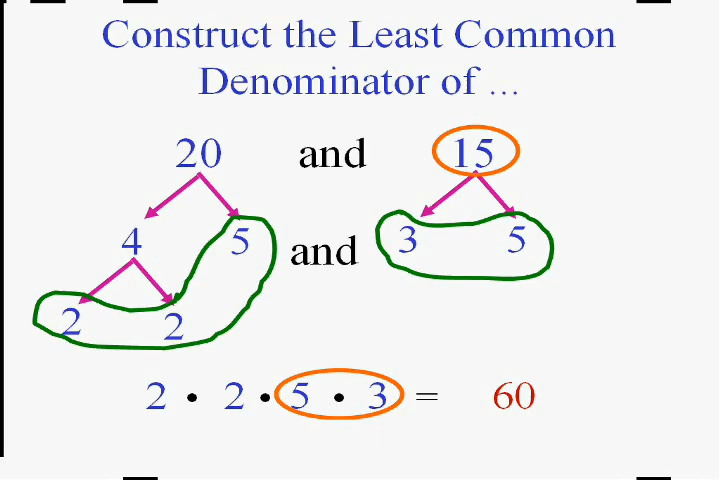 Construct the Least Common
Denominator of ...
20 and 15
4 5 and 3 5
2 2
2 • 2 • 5 • 3 = 60